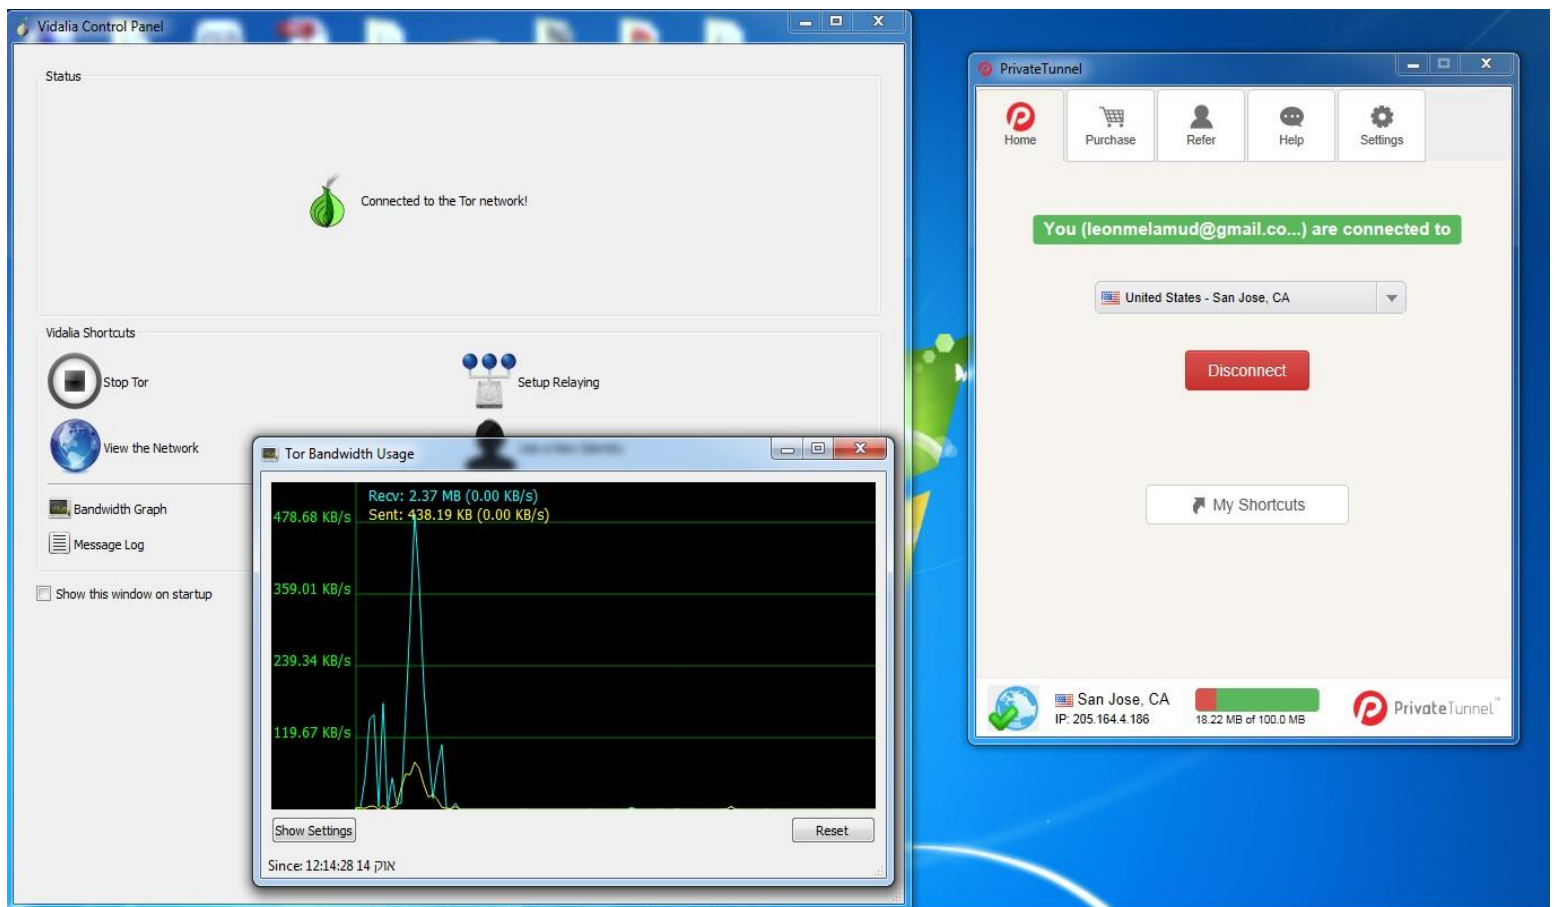 Vidalia Control Panel
Status
Connected to the Tor network!
Vidalia Shortcuts
Stop Tor
Setup Relaying
View the Network
Bandwidth Graph
Message Log
Show this window on startup
Tor Bandwidth Usage
Recv: 2.37 MB (0.00 KB/s)
478.68 KB/s Sent: 438.19 KB (0.00 KB/s)
359.01 KB/s
239.34 KB/s
119.67 KB/s
Show Settings
Reset
Since: 12:14:28 14 אוק
PrivateTunnel
Home
Purchase
Refer
Help
Settings
You (leonmelamud@gmail.co...) are connected to
United States - San Jose, CA
Disconnect
My Shortcuts
San Jose, CA
IP: 205.164.4.186
18.22 MB of 100.0 MB
PrivateTunnel™